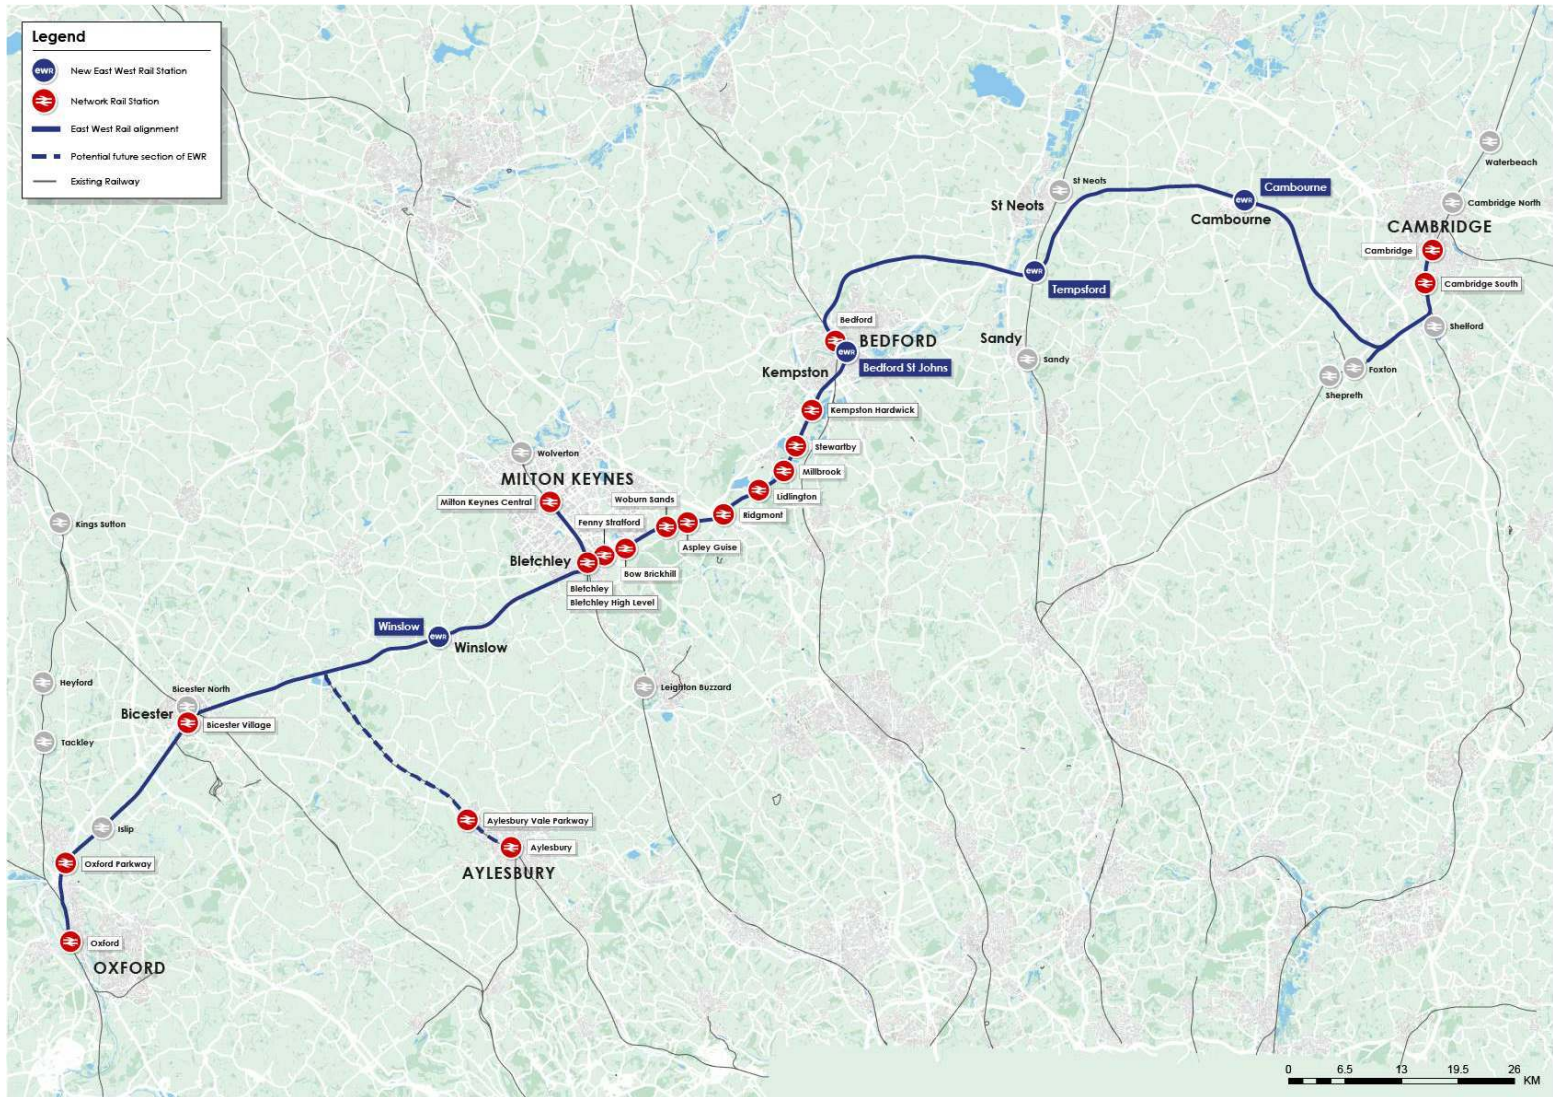 Legend
ewr New East West Rail Station
Network Rail Station
East West Rail alignment
Potential future section of EWR
Existing Railway
Waterbeach
St Neots
St Neots
ewr
Cambourne
Cambourne
Cambridge North
CAMBRIDGE
Cambridge
Cambridge South
ewr
Tempsford
Shelford
Bedford
BEDFORD
ewr
Bedford St Johns
Kempston
Sandy
Sandy
Foxton
Shepreth
Kempston Hardwick
Stewartby
Millbrook
Lidlington
Ridgmont
Wolverton
MILTON KEYNES
Milton Keynes Central
Woburn Sands
Fenny Stratford
Aspley Guise
Bow Brickhill
Bletchley
Bletchley
Bletchley High Level
Kings Sutton
Winslow
ewr
Winslow
Leighton Buzzard
Heyford
Bicester North
Bicester
Bicester Village
Tackley
Islip
Aylesbury Vale Parkway
Aylesbury
AYLESBURY
Oxford Parkway
Oxford
OXFORD
0 6.5 13 19.5 26
KM